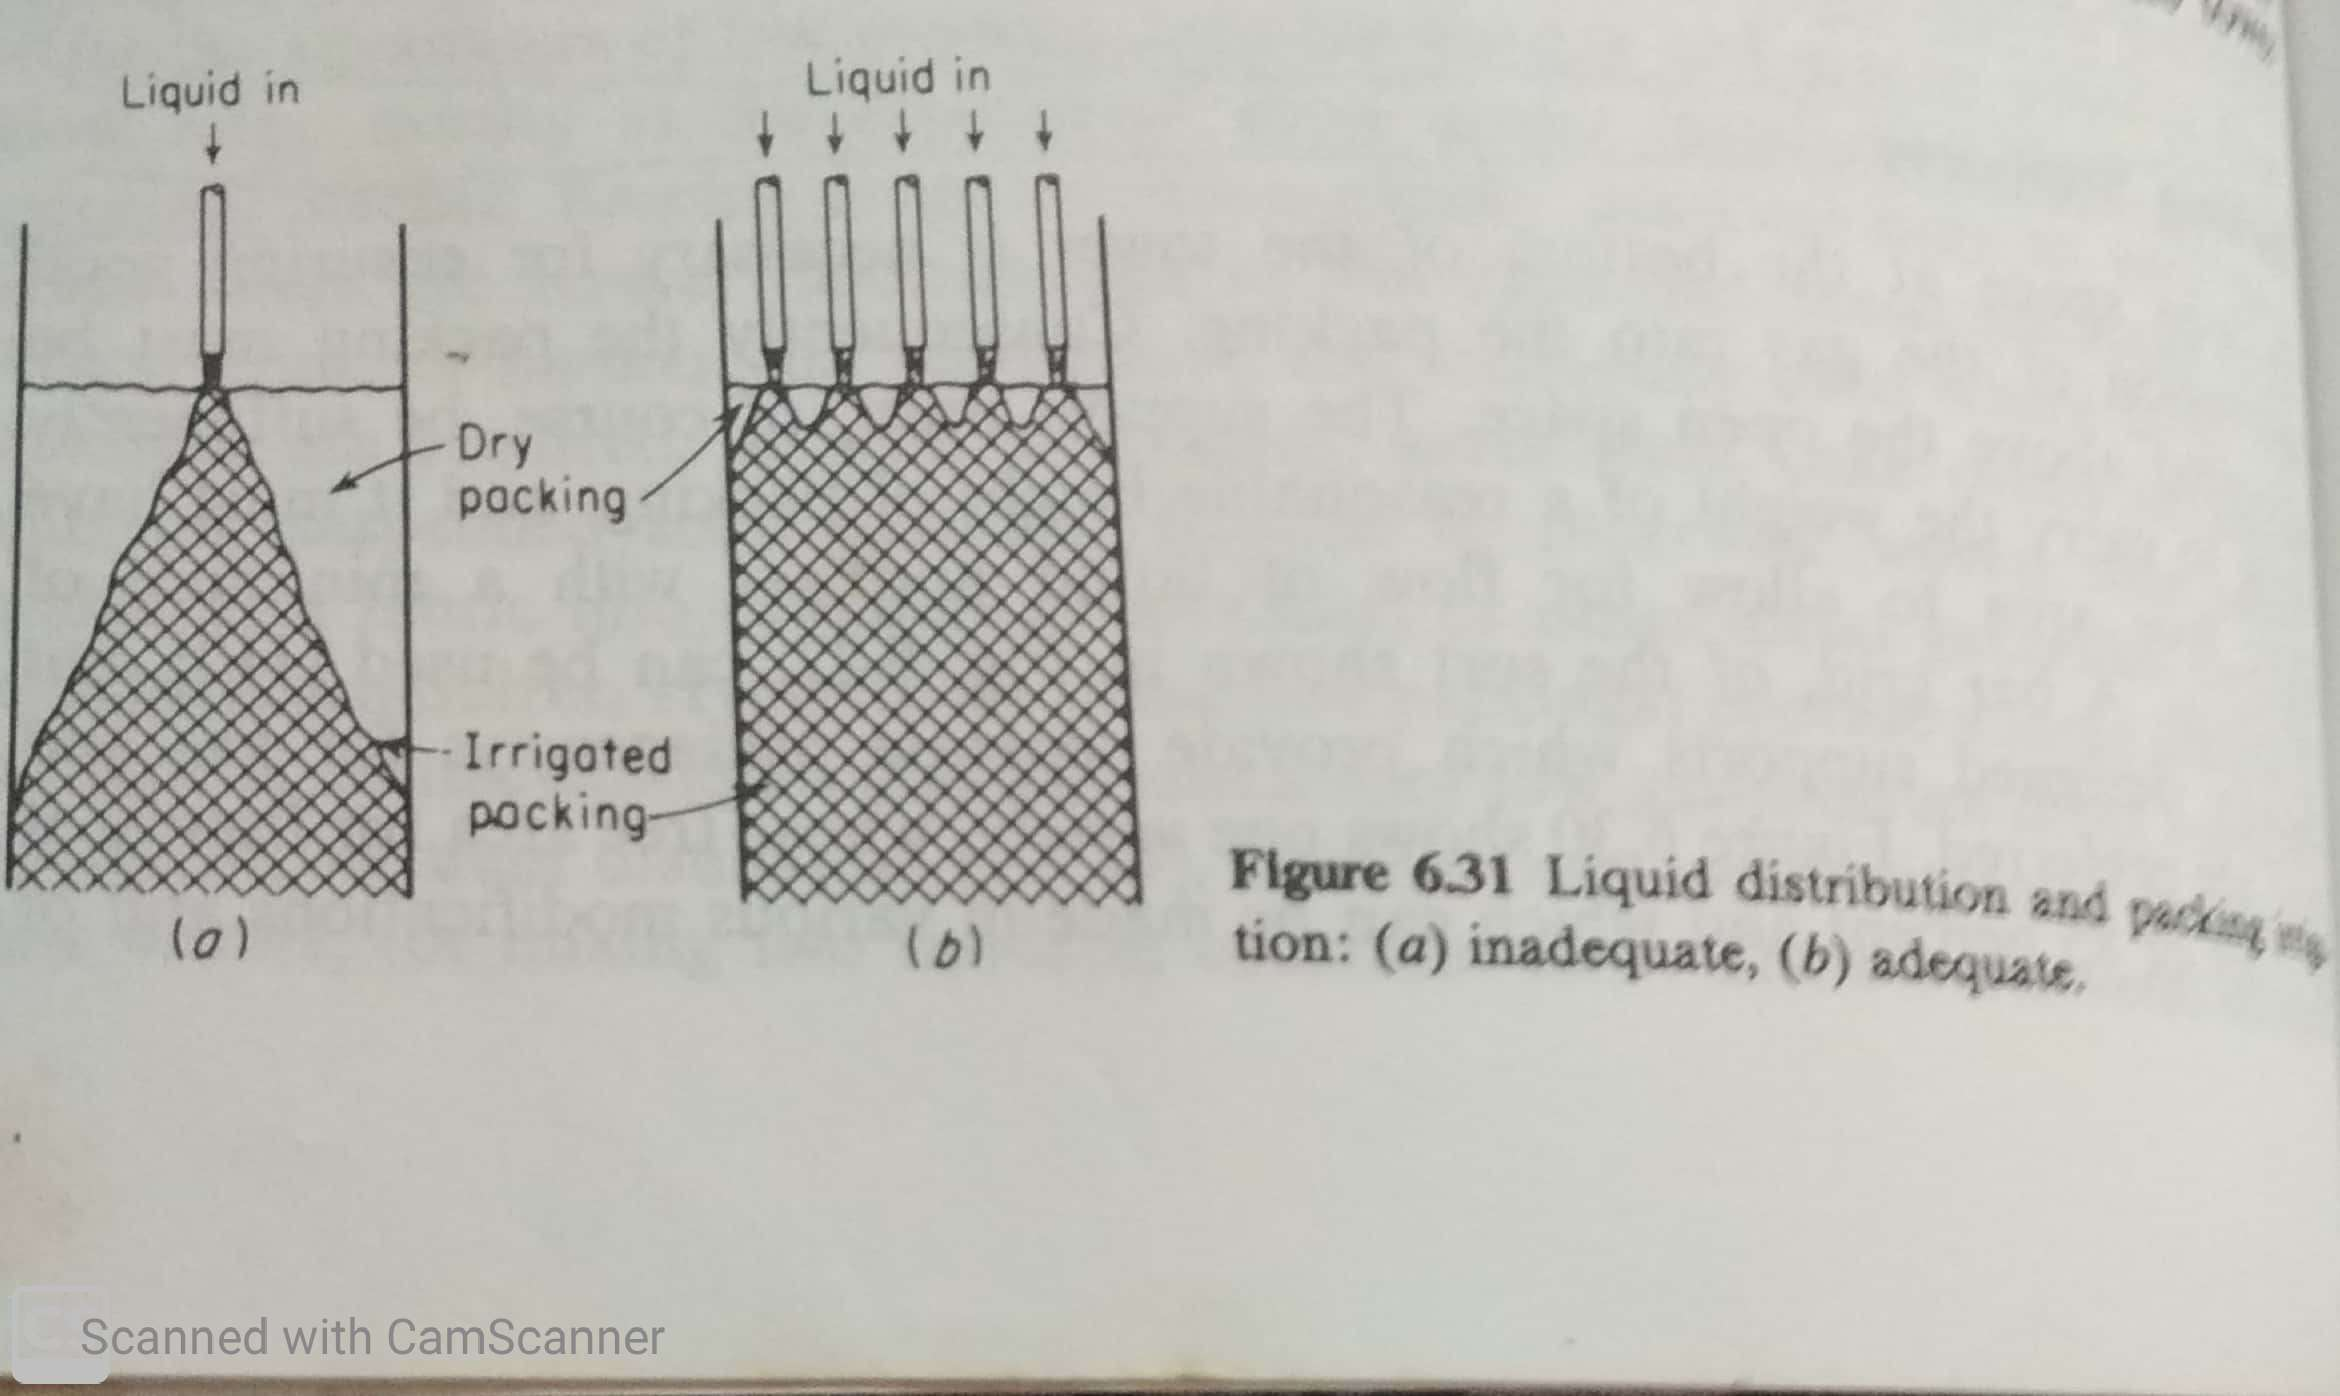 Liquid in
Liquid in
Dry
packing
Irrigated
packing
(a)
(b)
Figure 6.31 Liquid distribution and packing
tion: (a) inadequate, (b) adequate.
Scanned with CamScanner